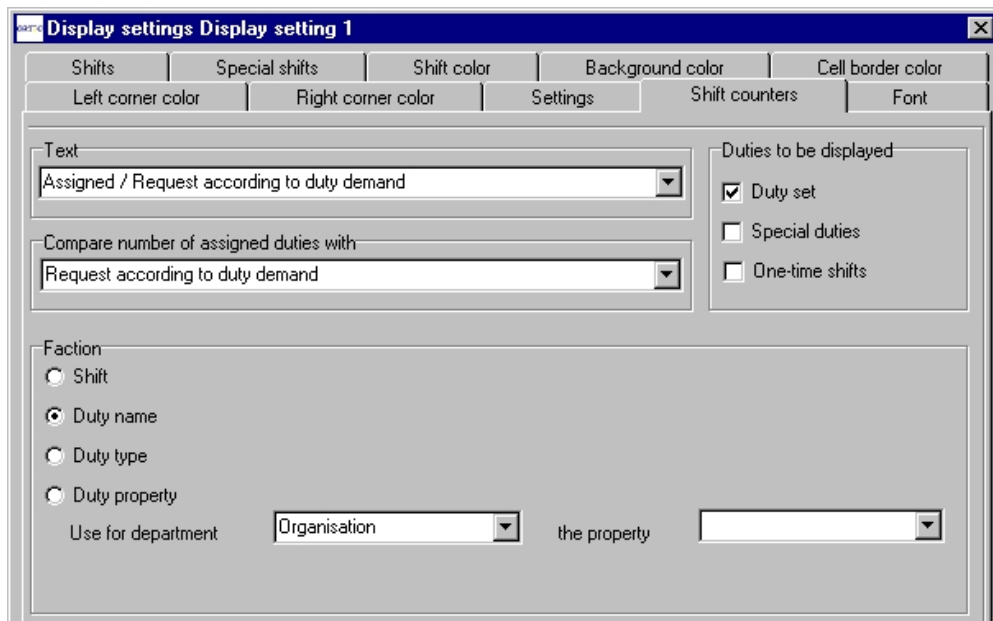 Display settings Display setting 1
Shifts Special shifts Shift color Background color Cell border color
Left corner color Right corner color Settings Shift counters Font
Text
Assigned / Request according to duty demand
Compare number of assigned duties with
Request according to duty demand
Duties to be displayed
Duty set
Special duties
One-time shifts
Faction
Shift
Duty name
Duty type
Duty property
Use for department Organisation the property